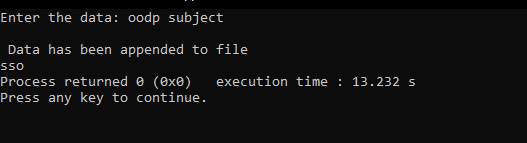 Enter the data: oodp subject
Data has been appended to file
sso
Process returned 0 (0x0)   execution time : 13.232 s
Press any key to continue.